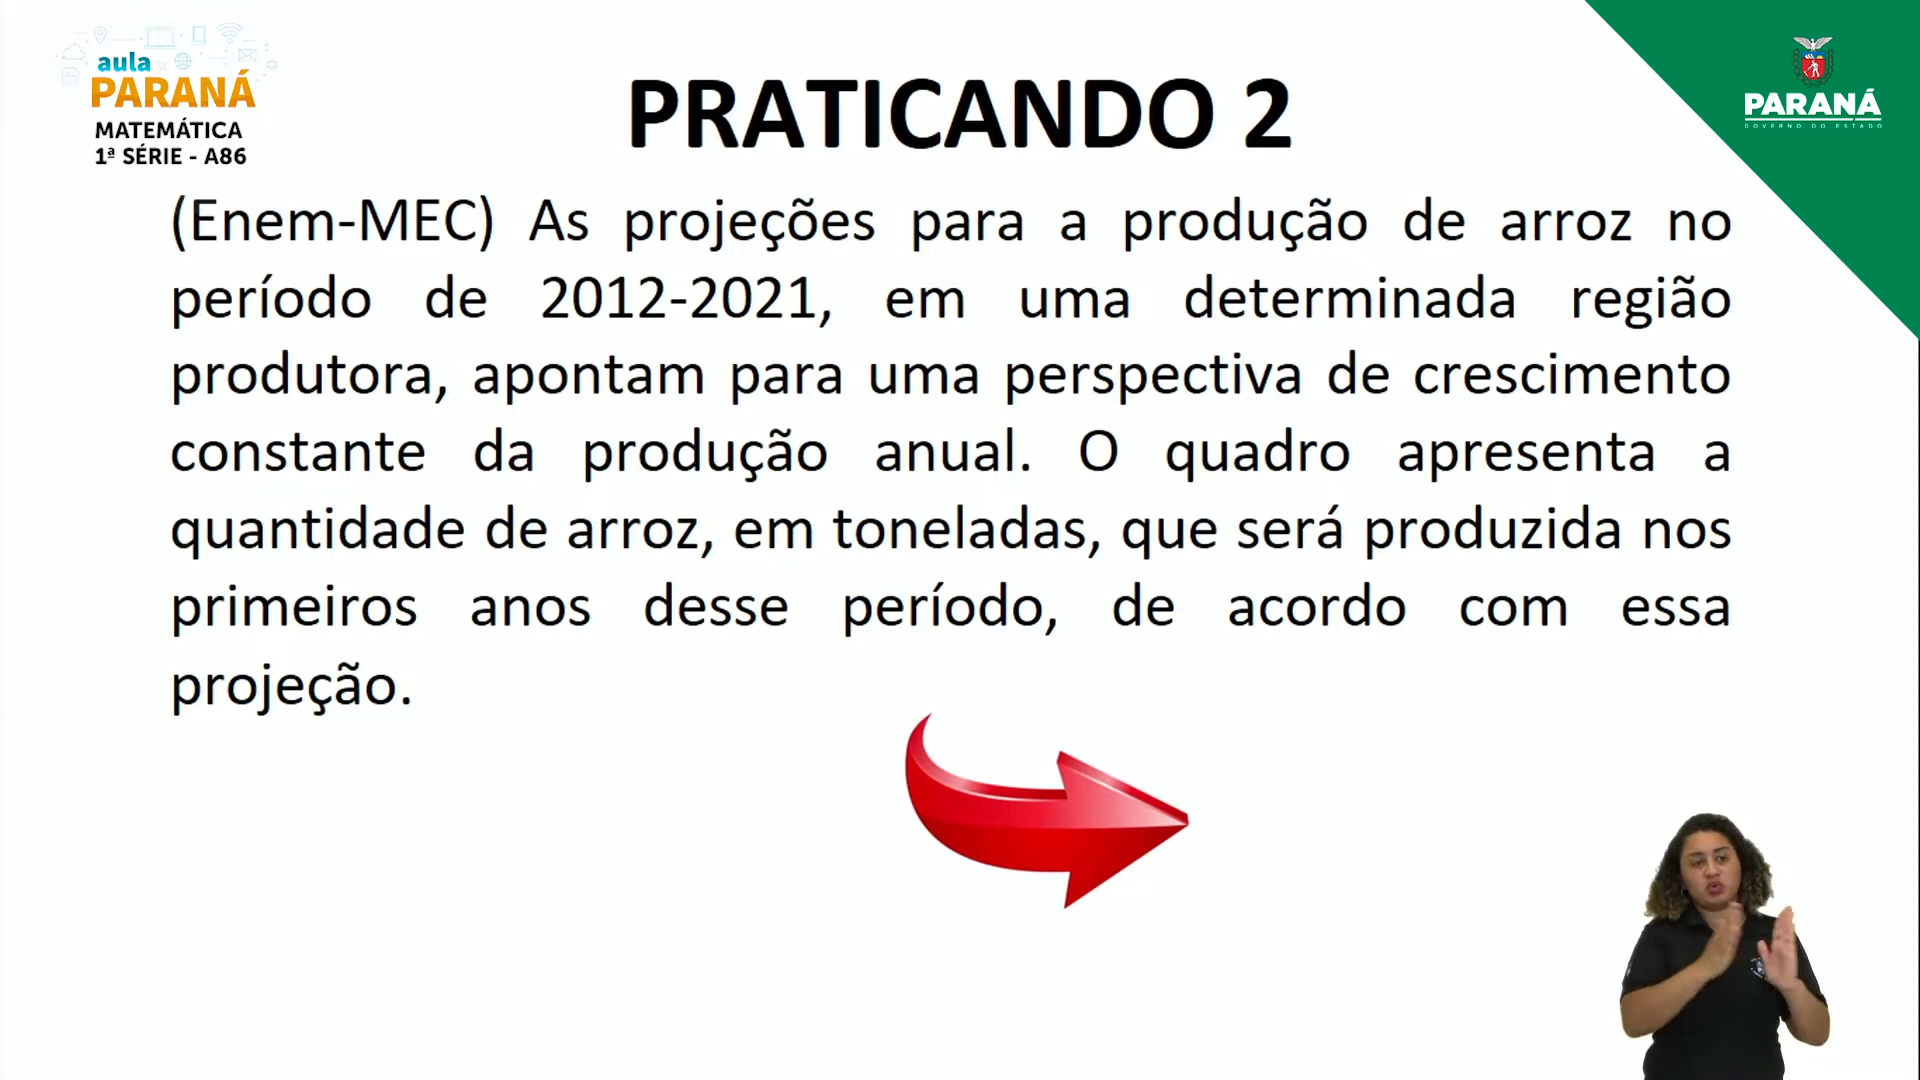 aula
PARANÁ
MATEMÁTICA
1ª SÉRIE - A86
PRATICANDO 2
PARANÁ
GOVERNO DO ESTADO
(Enem-MEC) As projeções para a produção de arroz no
período de 2012-2021, em uma determinada região
produtora, apontam para uma perspectiva de crescimento
constante da produção anual. O quadro apresenta a
quantidade de arroz, em toneladas, que será produzida nos
primeiros anos desse período, de acordo com essa
projeção.